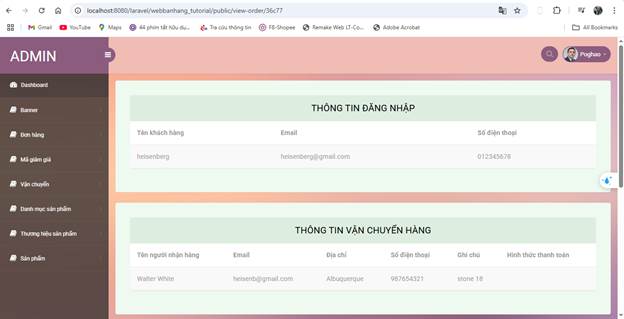 localhost:8080/laravel/webbanhang_tutorial/public/view-order/36c77
Gmail YouTube Maps 44 phim tất hữu dụ... Tra cứu thông tin F8-Shopee Remake Web LT-Co... Adobe Acrobat All Bookmarks
ADMIN
Poghao
Dashboard
Banner
Đơn hàng
Mã giảm giá
Vận chuyển
Danh mục sản phẩm
Thương hiệu sản phẩm
Sản phẩm
THÔNG TIN ĐĂNG NHẬP
Tên khách hàng Email Số điện thoại
heisenberg heisenberg@gmail.com 012345678
THÔNG TIN VẬN CHUYỂN HÀNG
Tên người nhận hàng Email Địa chỉ Số điện thoại Ghi chú Hình thức thanh toán
Walter White heisenb@gmail.com Albuquerque 987654321 stone 18